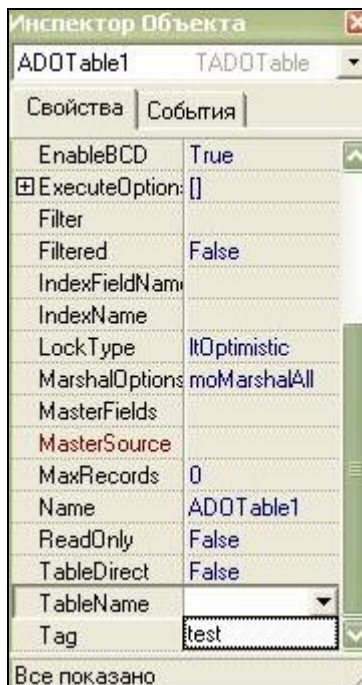 Инспектор Объекта
ADOTable1 TADOTable
Свойства События
EnableBCD True
ExecuteOption: []
Filter
Filtered False
IndexFieldNam
IndexName
LockType ltOptimistic
MarshalOptions moMarshalAll
MasterFields
MasterSource
MaxRecords 0
Name ADOTable1
ReadOnly False
TableDirect False
TableName
Tag test
Все показано